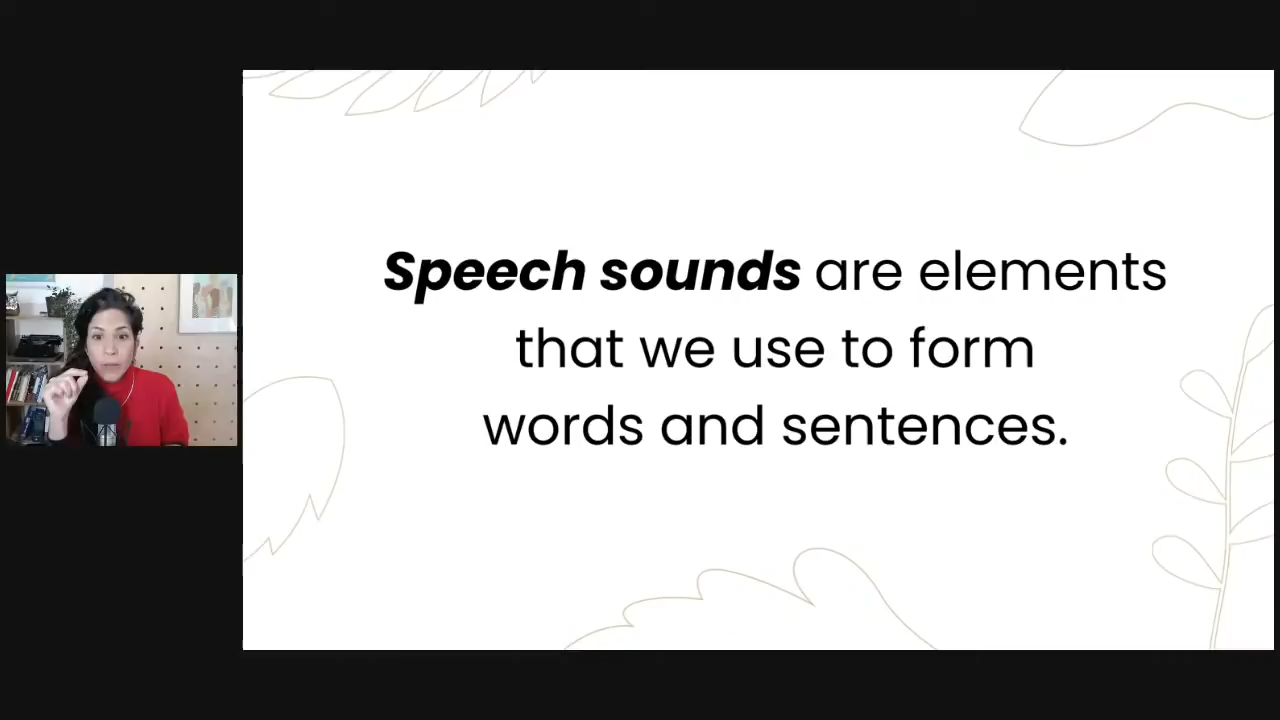 Speech sounds are elements
that we use to form
words and sentences.